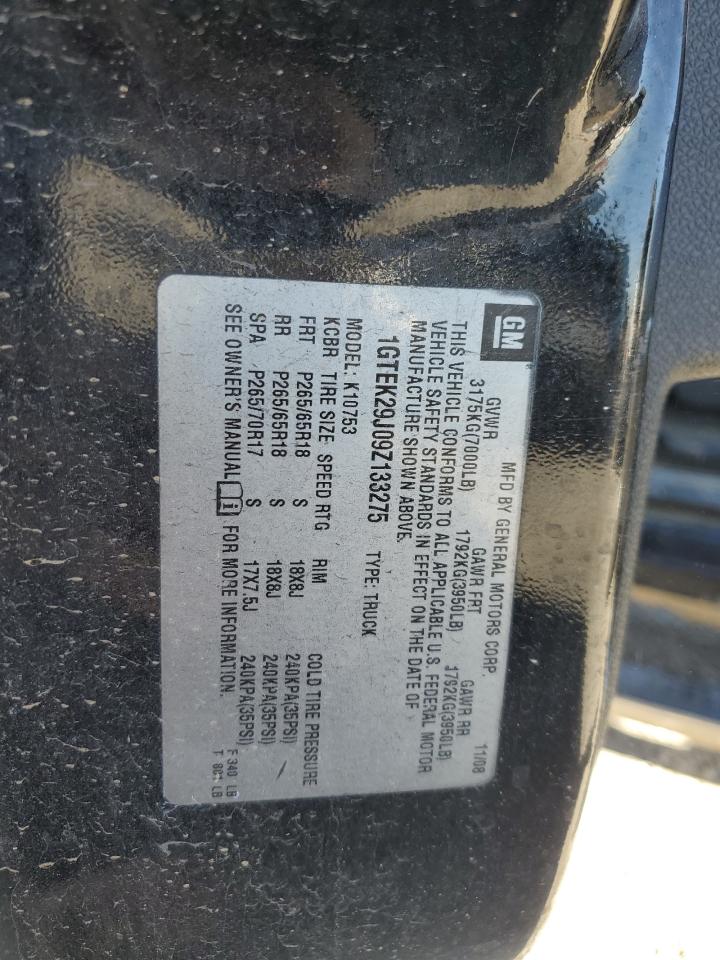 GM
MFD BY GENERAL MOTORS CORP. 11/08
GVWR GAWR FRT GAWR RR
3175KG(7000LB) 1792KG(3950LB) 1792KG(3950LB)
THIS VEHICLE CONFORMS TO ALL APPLICABLE U.S. FEDERAL MOTOR
VEHICLE SAFETY STANDARDS IN EFFECT ON THE DATE OF
MANUFACTURE SHOWN ABOVE.
1GTEK29J09Z133275 TYPE: TRUCK
MODEL: K10753
KCBR TIRE SIZE SPEED RTG RIM COLD TIRE PRESSURE
FRT P265/65R18 S 18X8J 240KPA(35PSI)
RR P265/65R18 S 18X8J 240KPA(35PSI)
SPA P265/70R17 S 17X7.5J 240KPA(35PSI)
SEE OWNER'S MANUAL i FOR MORE INFORMATION.
F 340 LB
T LB